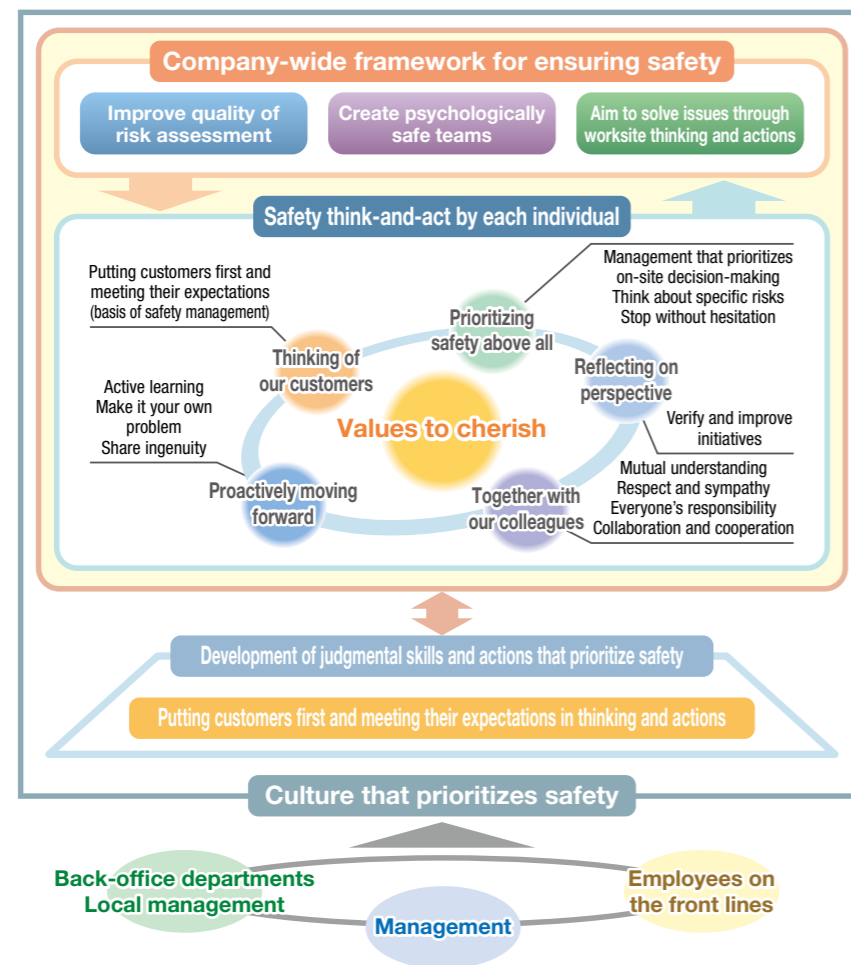 Company-wide framework for ensuring safety
Improve quality of
risk assessment
Create psychologically
safe teams
Aim to solve issues through
worksite thinking and actions
Safety think-and-act by each individual
Putting customers first and
meeting their expectations
(basis of safety management)
Management that prioritizes
on-site decision-making
Think about specific risks
Stop without hesitation
Prioritizing
safety above all
Thinking of
our customers
Reflecting on
perspective
Active learning
Make it your own
problem
Share ingenuity
Values to cherish
Verify and improve
initiatives
Mutual understanding
Respect and sympathy
Everyone’s responsibility
Collaboration and cooperation
Proactively moving
forward
Together with
our colleagues
Development of judgmental skills and actions that prioritize safety
Putting customers first and meeting their expectations in thinking and actions
Culture that prioritizes safety
Back-office departments
Local management
Management
Employees on
the front lines